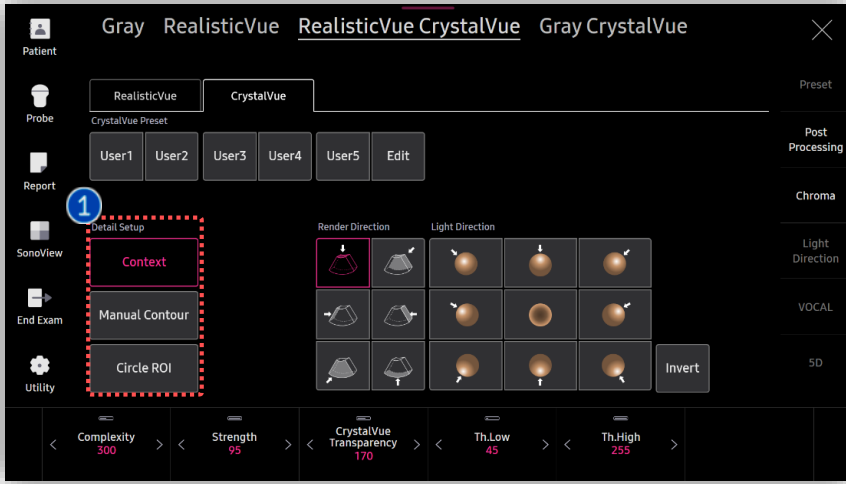 Gray RealisticVue RealisticVue CrystalVue Gray CrystalVue
Patient
Probe
Report
SonoView
End Exam
Utility
RealisticVue CrystalVue
CrystalVue Preset
User1 User2 User3 User4 User5 Edit
1
Detail Setup
Context
Manual Contour
Circle ROI
Render Direction
Light Direction
Invert
Preset
Post
Processing
Chroma
Light
Direction
VOCAL
5D
Complexity
300
Strength
95
CrystalVue
Transparency
170
Th.Low
45
Th.High
255